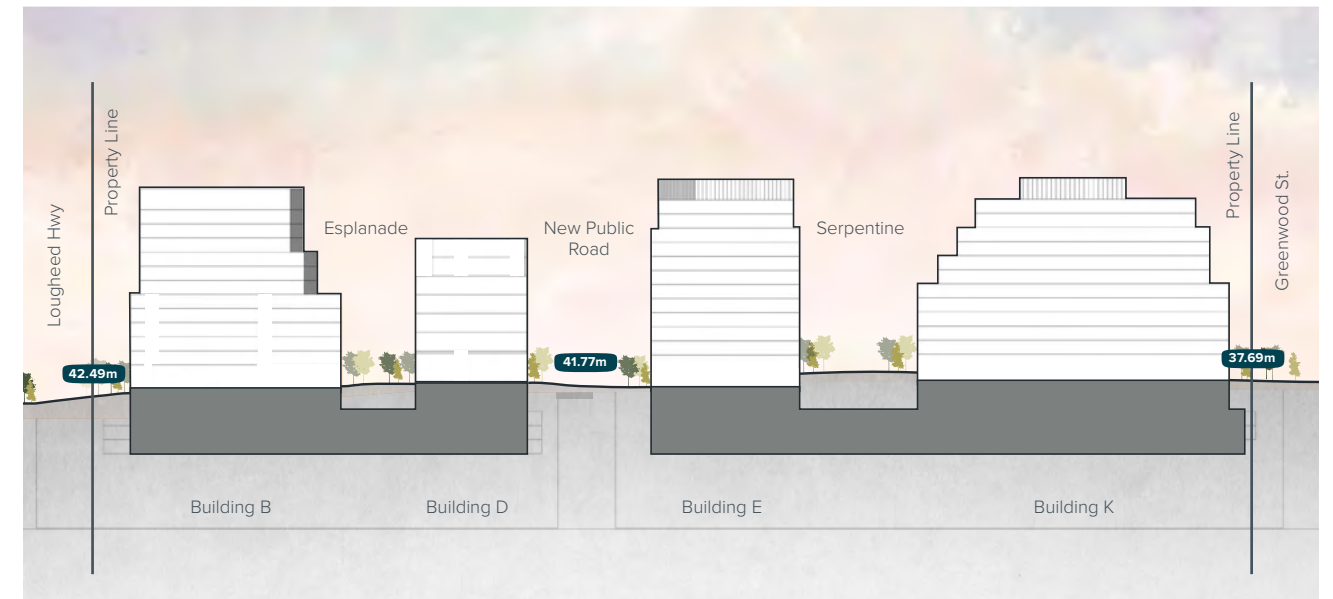 Lougheed Hwy
Property Line
42.49m
Esplanade
New Public
Road
41.77m
Serpentine
Property Line
Greenwood St.
37.69m
Building B
Building D
Building E
Building K